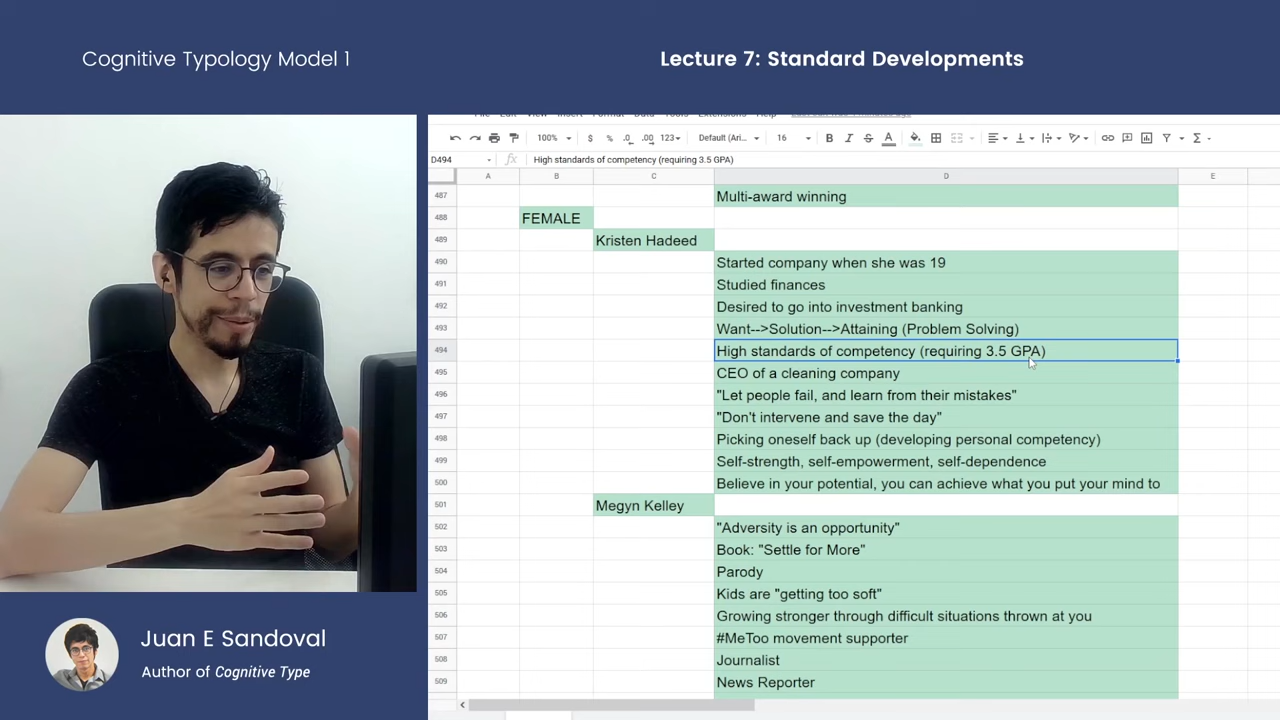 Cognitive Typology Model 1
Lecture 7: Standard Developments
100%
$
%
.0
.00
123
Default (Ari...
16
B
I
S
A
Σ
D494
fx
High standards of competency (requiring 3.5 GPA)
A
B
C
D
E
487
Multi-award winning
488
FEMALE
489
Kristen Hadeed
490
Started company when she was 19
491
Studied finances
492
Desired to go into investment banking
493
Want-->Solution-->Attaining (Problem Solving)
494
High standards of competency (requiring 3.5 GPA)
495
CEO of a cleaning company
496
"Let people fail, and learn from their mistakes"
497
"Don't intervene and save the day"
498
Picking oneself back up (developing personal competency)
499
Self-strength, self-empowerment, self-dependence
500
Believe in your potential, you can achieve what you put your mind to
501
Megyn Kelley
502
"Adversity is an opportunity"
503
Book: "Settle for More"
504
Parody
505
Kids are "getting too soft"
506
Growing stronger through difficult situations thrown at you
507
#MeToo movement supporter
508
Journalist
509
News Reporter
Juan E Sandoval
Author of Cognitive Type